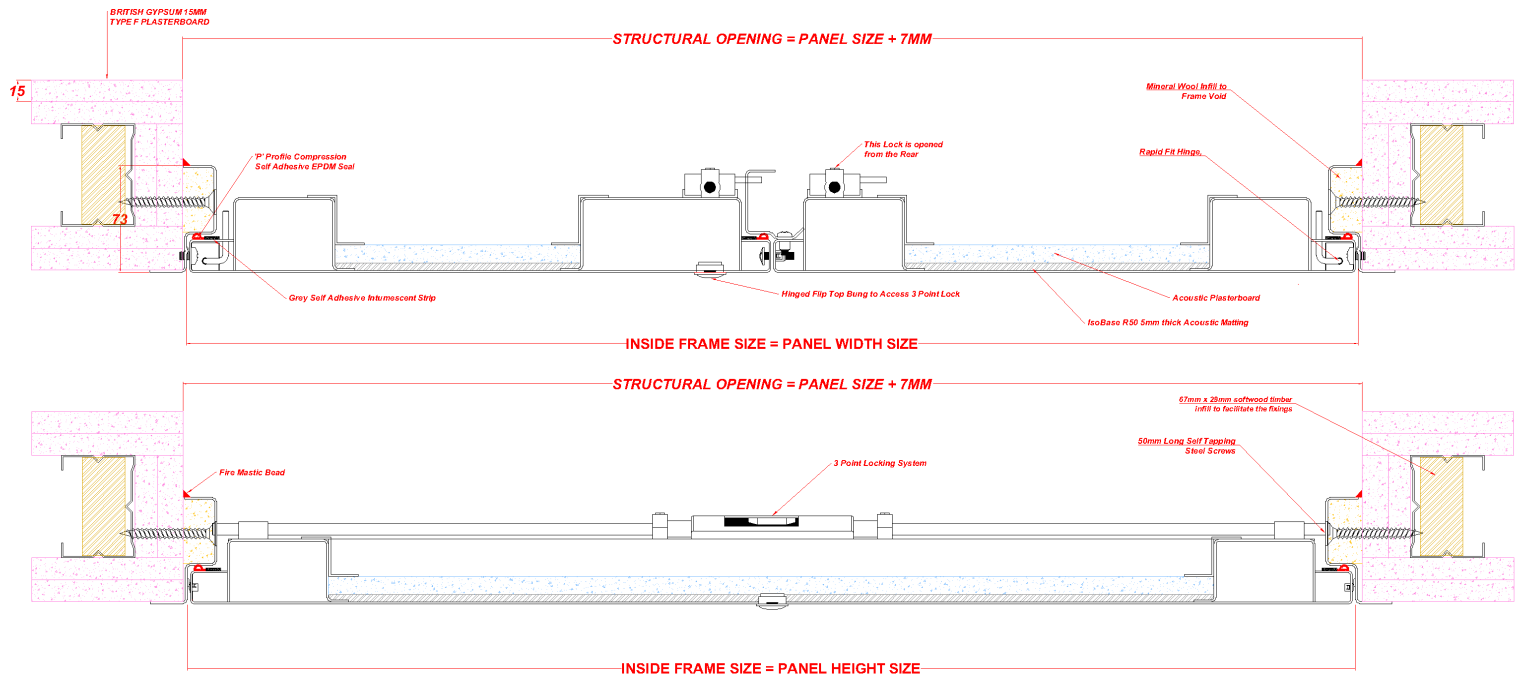 BRITISH GYPSUM 15MM
TYPE F PLASTERBOARD
STRUCTURAL OPENING = PANEL SIZE + 7MM
15
Mineral Wool Infill to
Frame Void
'P' Profile Compression
Self Adhesive EPDM Seal
This Lock is opened
from the Rear
Rapid Fit Hinge,
73
Grey Self Adhesive Intumescent Strip
Hinged Flip Top Bung to Access 3 Point Lock
Acoustic Plasterboard
IsoBase R50 5mm thick Acoustic Matting
INSIDE FRAME SIZE = PANEL WIDTH SIZE
STRUCTURAL OPENING = PANEL SIZE + 7MM
67mm x 28mm softwood timber
infill to facilitate the fixings
50mm Long Self Tapping
Steel Screws
Fire Mastic Bead
3 Point Locking System
INSIDE FRAME SIZE = PANEL HEIGHT SIZE